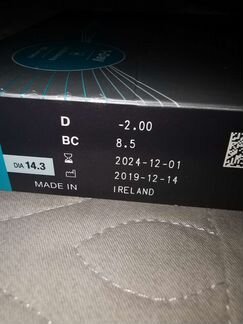 D -2.00
BC 8.5
2024-12-01
DIA 14.3 2019-12-14
MADE IN IRELAND